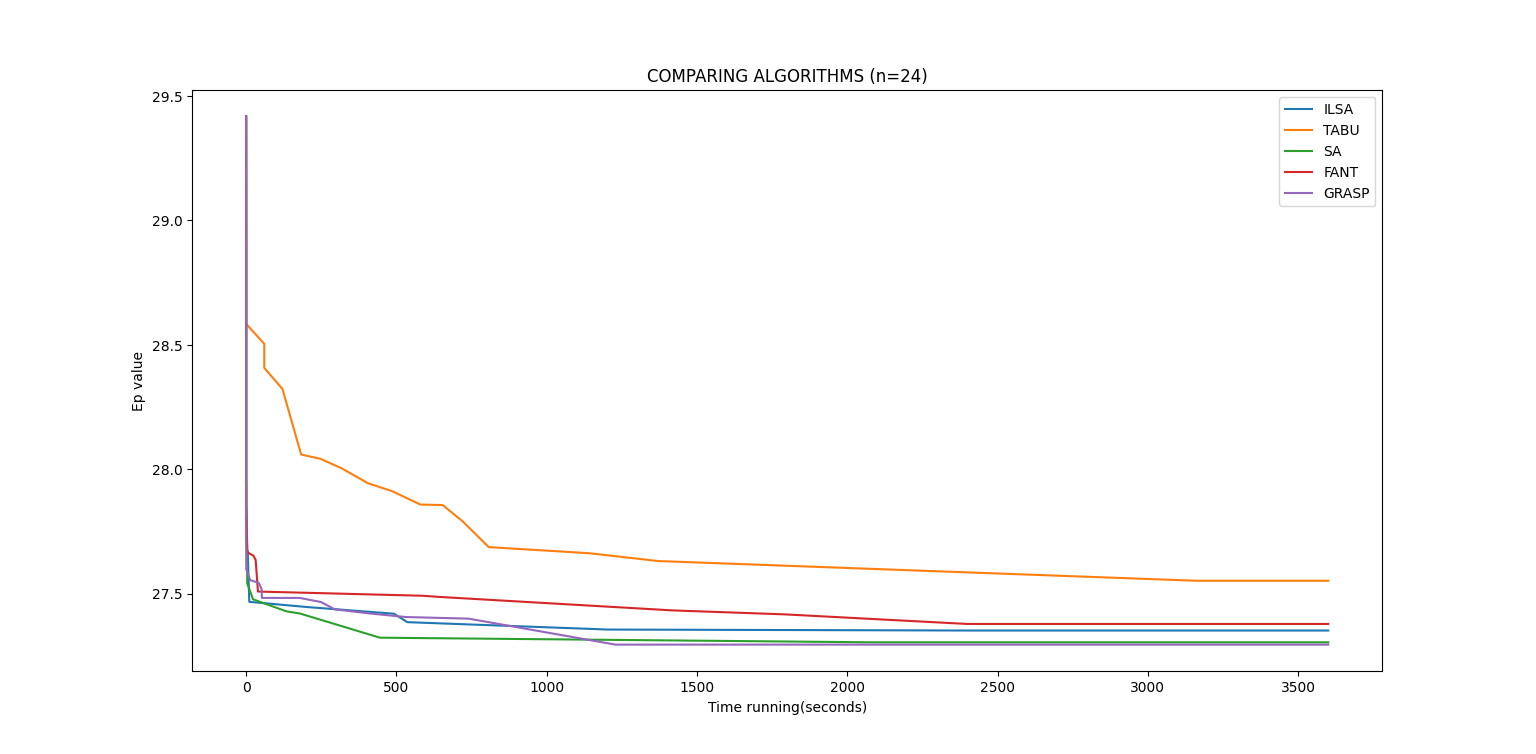 COMPARING ALGORITHMS (n=24)
29.5
29.0
28.5
28.0
27.5
Ep value
0
500
1000
1500
2000
2500
3000
3500
Time running(seconds)
ILSA
TABU
SA
FANT
GRASP